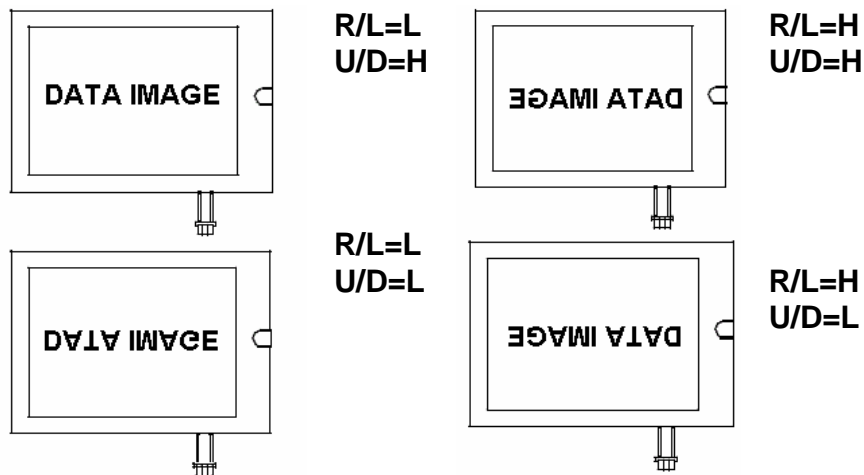 DATA IMAGE
R/L=L
U/D=H
DATA IMAGE
R/L=H
U/D=H
DATA IMAGE
R/L=L
U/D=L
DATA IMAGE
R/L=H
U/D=L